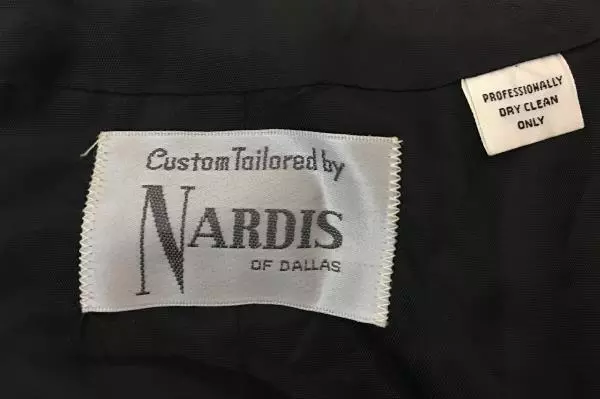 Custom Tailored by
NARDIS
OF DALLAS
PROFESSIONALLY
DRY CLEAN
ONLY